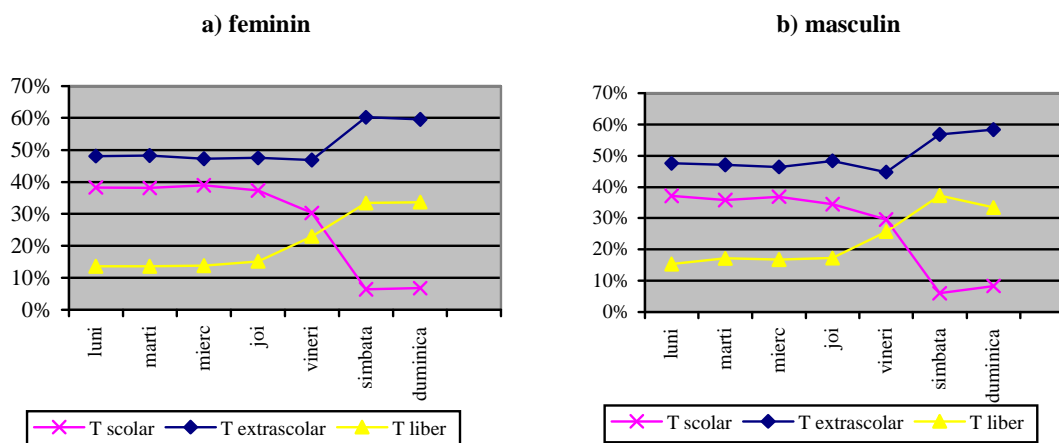 a) feminin
70%
60%
50%
40%
30%
20%
10%
0%
luni
marti
mierc
joi
vineri
simbata
duminica
T scolar T extrascolar T liber
b) masculin
70%
60%
50%
40%
30%
20%
10%
0%
luni
marti
mierc
joi
vineri
simbata
duminica
T scolar T extrascolar T liber